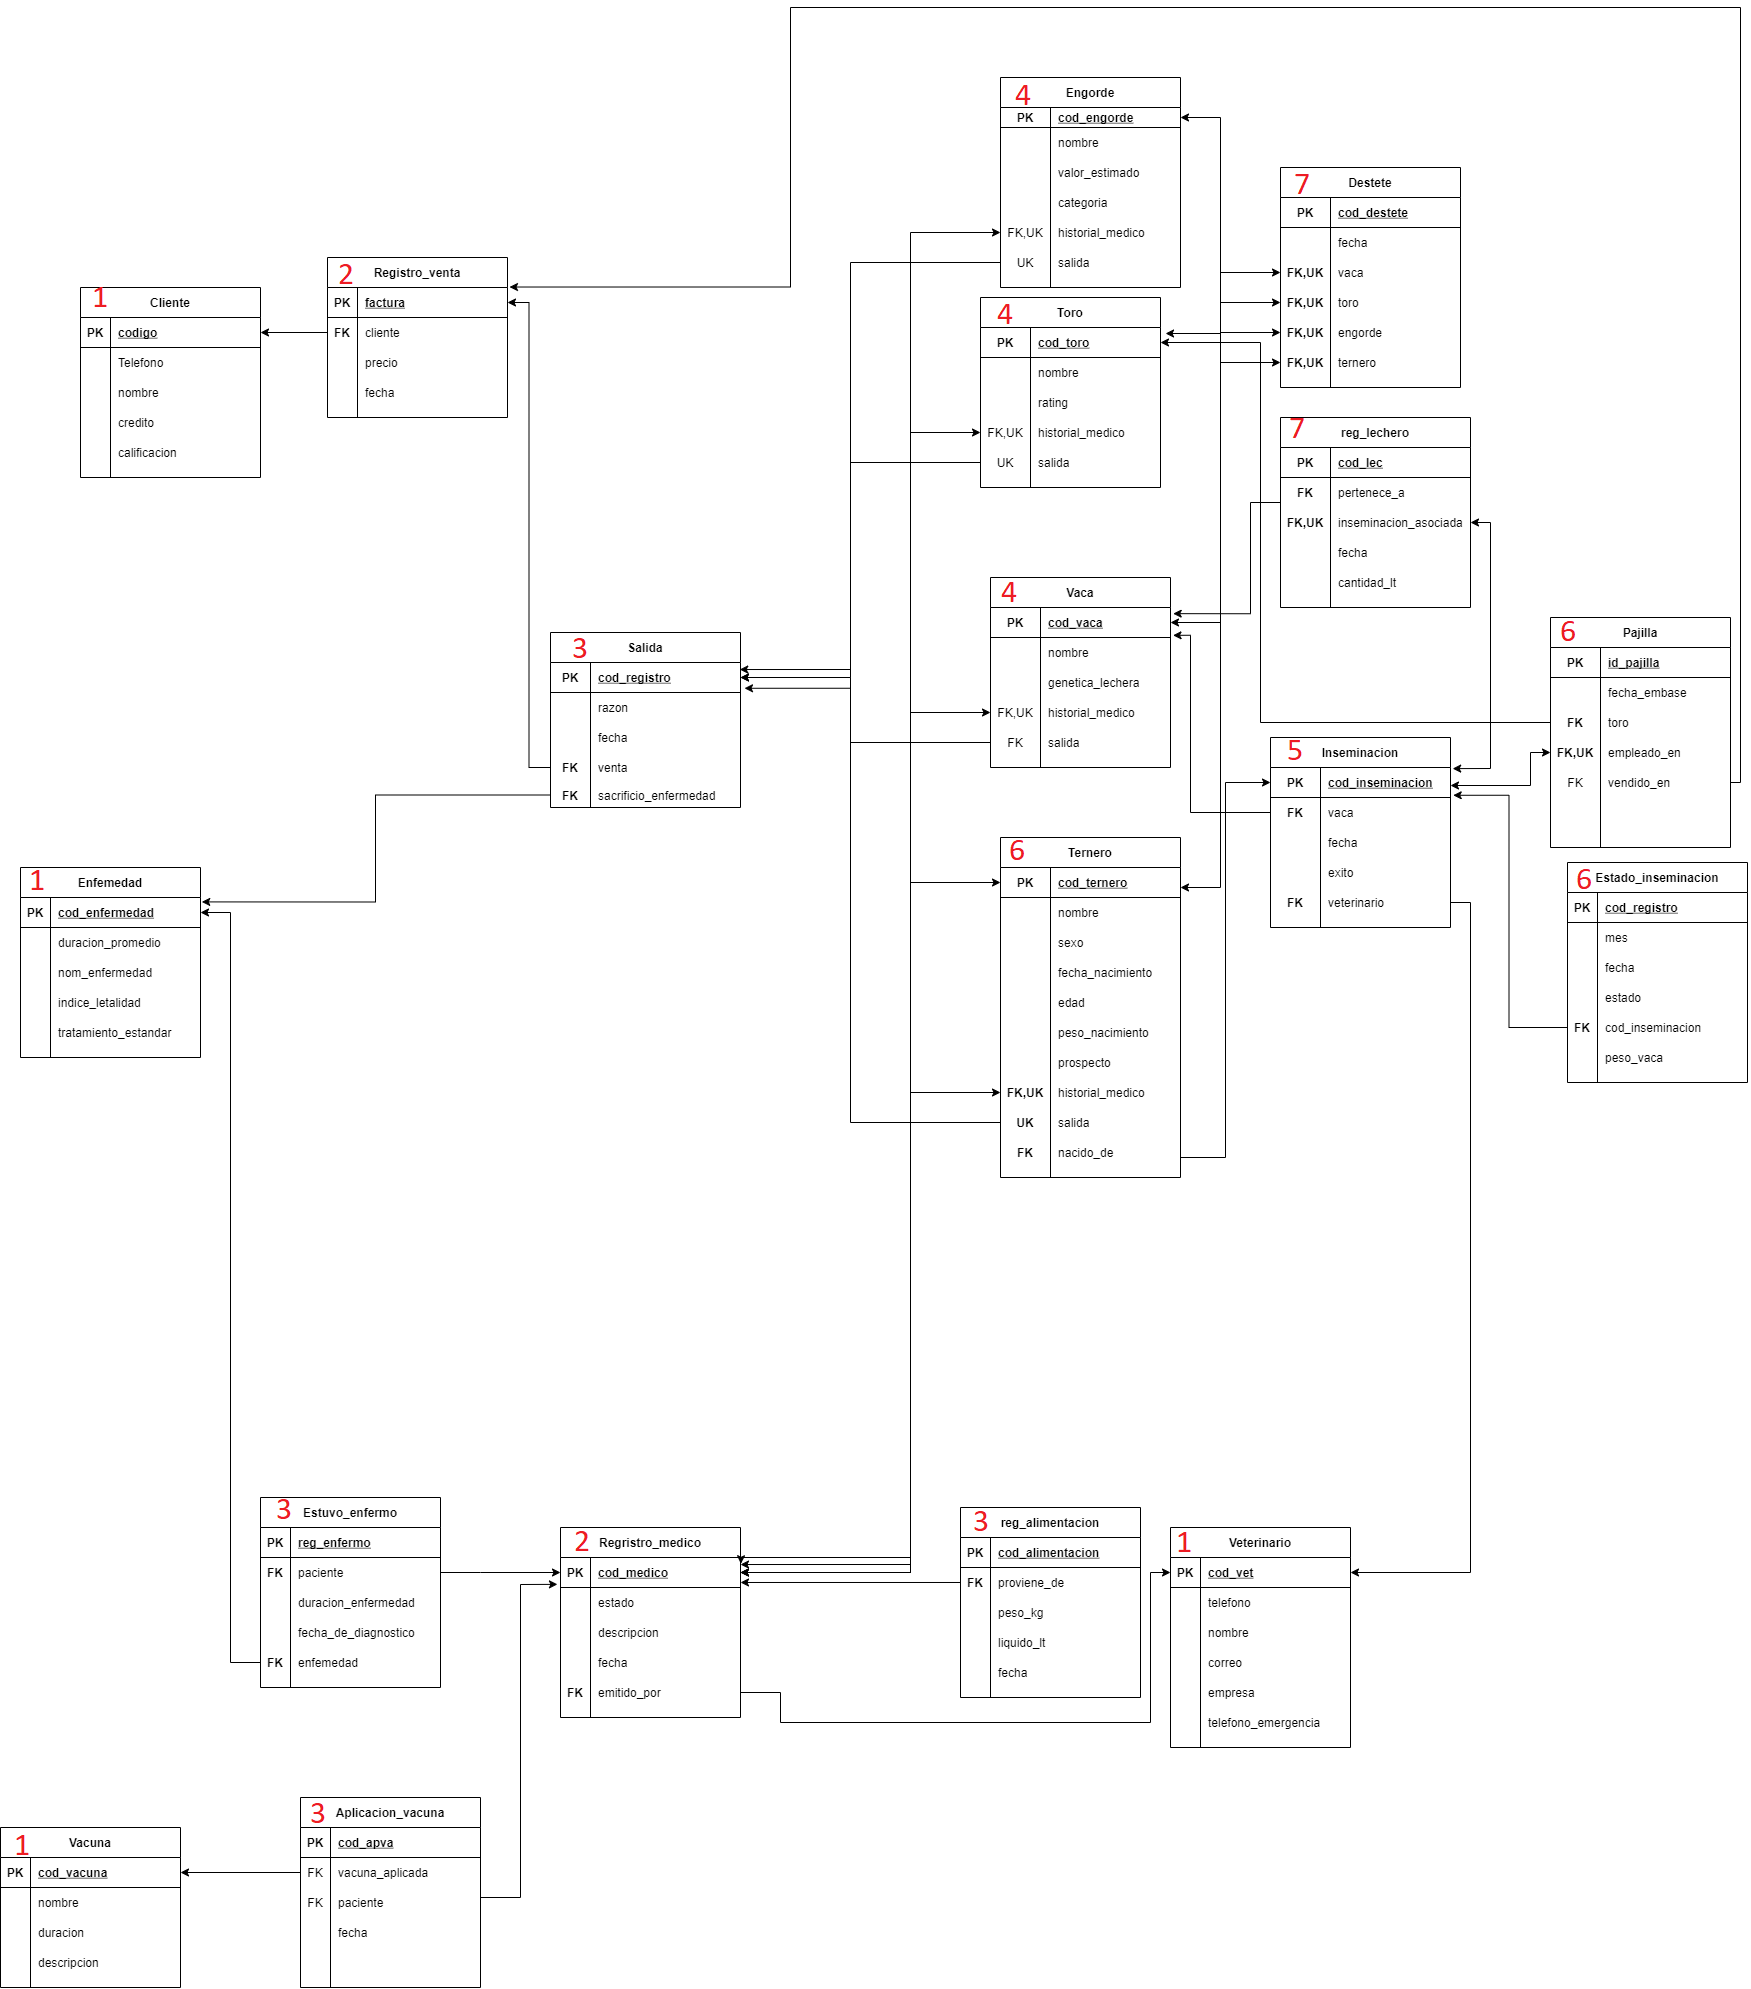 4 Engorde
PK cod_engorde
nombre
valor_estimado
categoria
FK,UK historial_medico
UK salida
7 Destete
PK cod_destete
fecha
FK,UK vaca
FK,UK toro
FK,UK engorde
FK,UK ternero
2 Registro_venta
PK factura
FK cliente
precio
fecha
1 Cliente
PK codigo
Telefono
nombre
credito
calificacion
4 Toro
PK cod_toro
nombre
rating
FK,UK historial_medico
UK salida
7 reg_lechero
PK cod_lec
FK pertenece_a
FK,UK inseminacion_asociada
fecha
cantidad_lt
4 Vaca
PK cod_vaca
nombre
genetica_lechera
FK,UK historial_medico
FK salida
3 Salida
PK cod_registro
razon
fecha
FK venta
FK sacrificio_enfermedad
6 Pajilla
PK id_pajilla
fecha_embase
FK toro
FK,UK empleado_en
FK vendido_en
5 Inseminacion
PK cod_inseminacion
FK vaca
fecha
exito
FK veterinario
6 Ternero
PK cod_ternero
nombre
sexo
fecha_nacimiento
edad
peso_nacimiento
prospecto
FK,UK historial_medico
UK salida
FK nacido_de
6 Estado_inseminacion
PK cod_registro
mes
fecha
estado
FK cod_inseminacion
peso_vaca
1 Enfemedad
PK cod_enfermedad
duracion_promedio
nom_enfermedad
indice_letalidad
tratamiento_estandar
3 Estuvo_enfermo
PK reg_enfermo
FK paciente
duracion_enfermedad
fecha_de_diagnostico
FK enfemedad
2 Regristro_medico
PK cod_medico
estado
descripcion
fecha
FK emitido_por
3 reg_alimentacion
PK cod_alimentacion
FK proviene_de
peso_kg
liquido_lt
fecha
1 Veterinario
PK cod_vet
telefono
nombre
correo
empresa
telefono_emergencia
3 Aplicacion_vacuna
PK cod_apva
FK vacuna_aplicada
FK paciente
fecha
1 Vacuna
PK cod_vacuna
nombre
duracion
descripcion